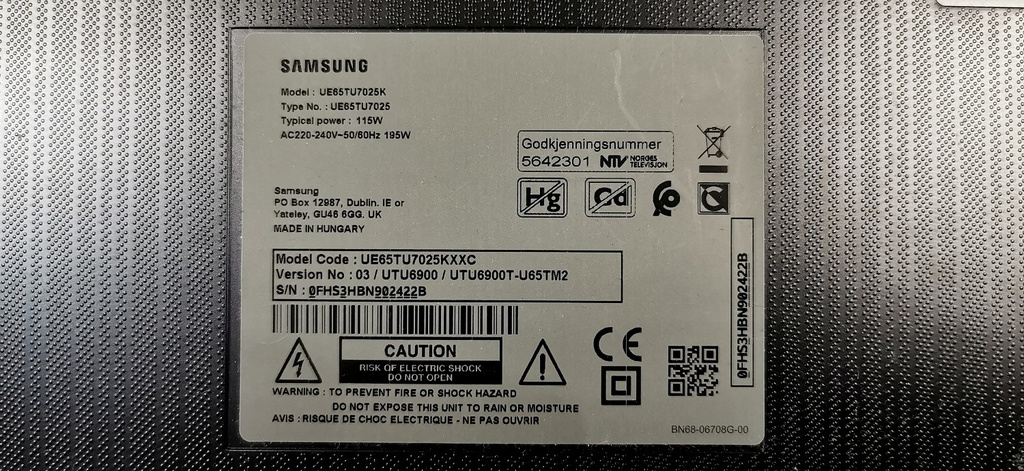 SAMSUNG
Model : UE65TU7025K
Type No. : UE65TU7025
Typical power : 115W
AC220-240V~50/60Hz 195W
Godkjenningsnummer
5642301 NTV NORGES TELEVISJON
Hg
Cd
Samsung
PO Box 12987, Dublin. IE or
Yateley, GU46 6GG. UK
MADE IN HUNGARY
Model Code : UE65TU7025KXXC
Version No : 03 / UTU6900 / UTU6900T-U65TM2
S/N : 0FHS3HBN902422B
0FHS3HBN902422B
CE
CAUTION
RISK OF ELECTRIC SHOCK
DO NOT OPEN
WARNING : TO PREVENT FIRE OR SHOCK HAZARD
DO NOT EXPOSE THIS UNIT TO RAIN OR MOISTURE
AVIS : RISQUE DE CHOC ELECTRIQUE - NE PAS OUVRIR
BN68-06708G-00